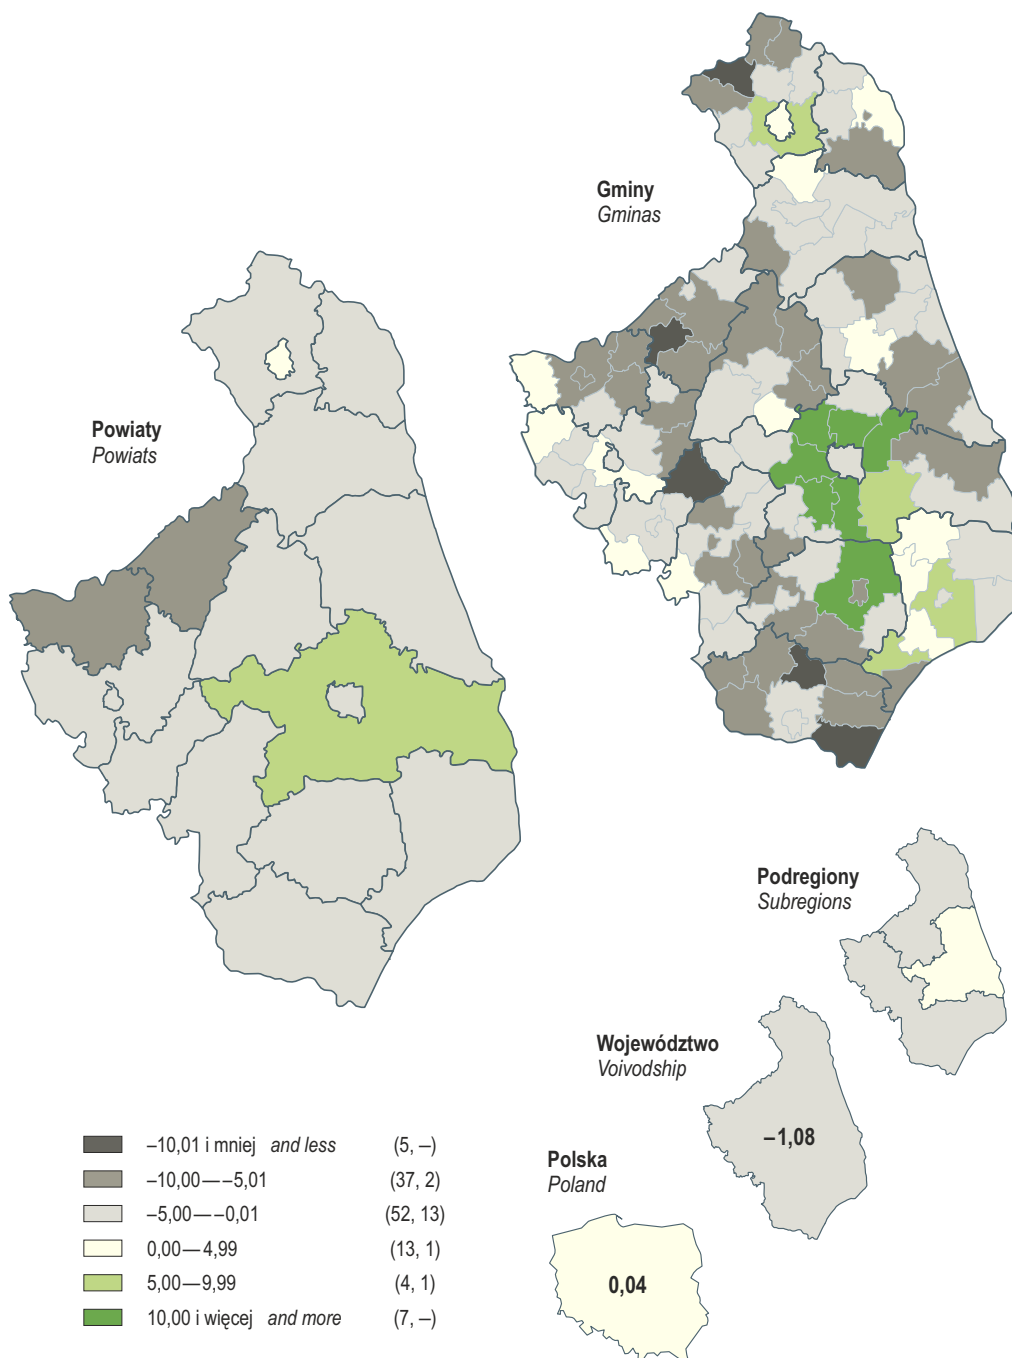 Gminy
Gminas
Powiaty
Powiats
Podregiony
Subregions
Województwo
Voivodship
–1,08
Polska
Poland
0,04
–10,01 i mniej and less (5, –)
–10,00—–5,01 (37, 2)
–5,00—–0,01 (52, 13)
0,00—4,99 (13, 1)
5,00—9,99 (4, 1)
10,00 i więcej and more (7, –)